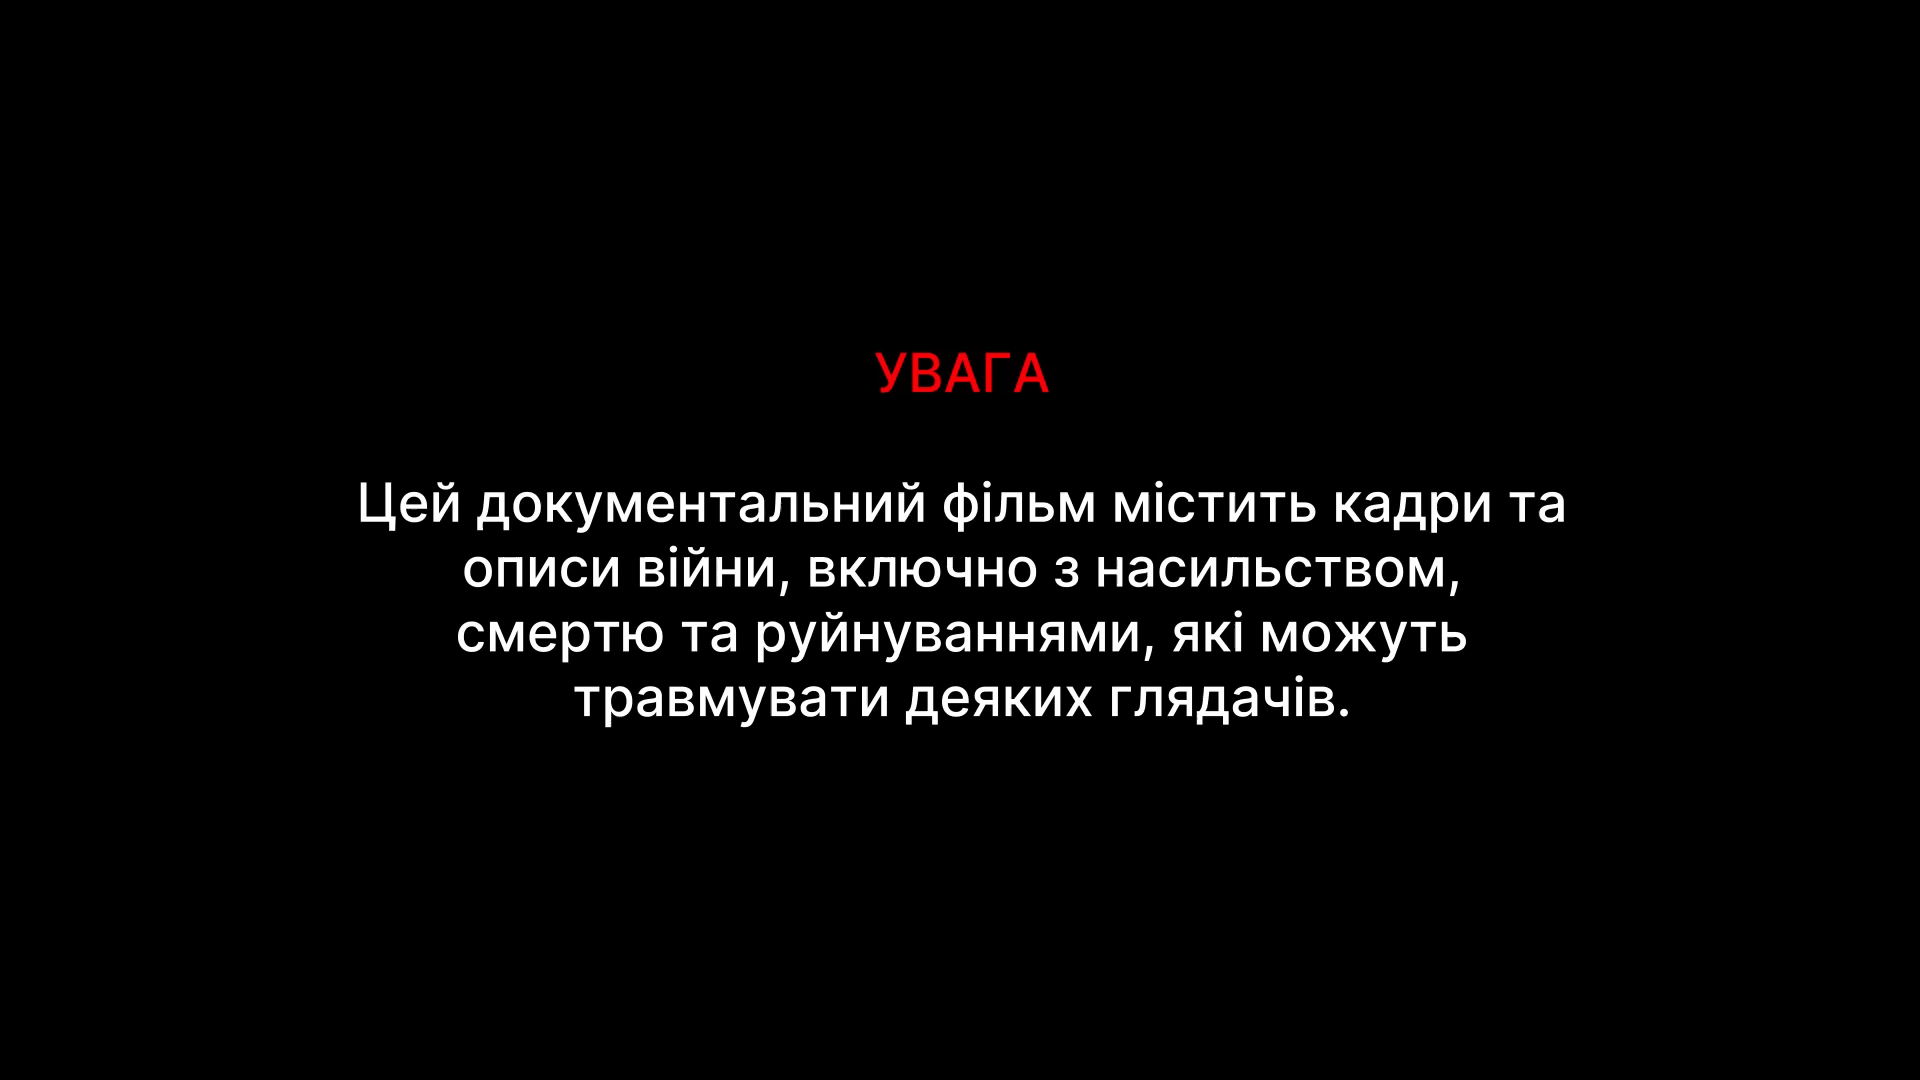 УВАГА
Цей документальний фільм містить кадри та
описи війни, включно з насильством,
смертю та руйнуваннями, які можуть
травмувати деяких глядачів.